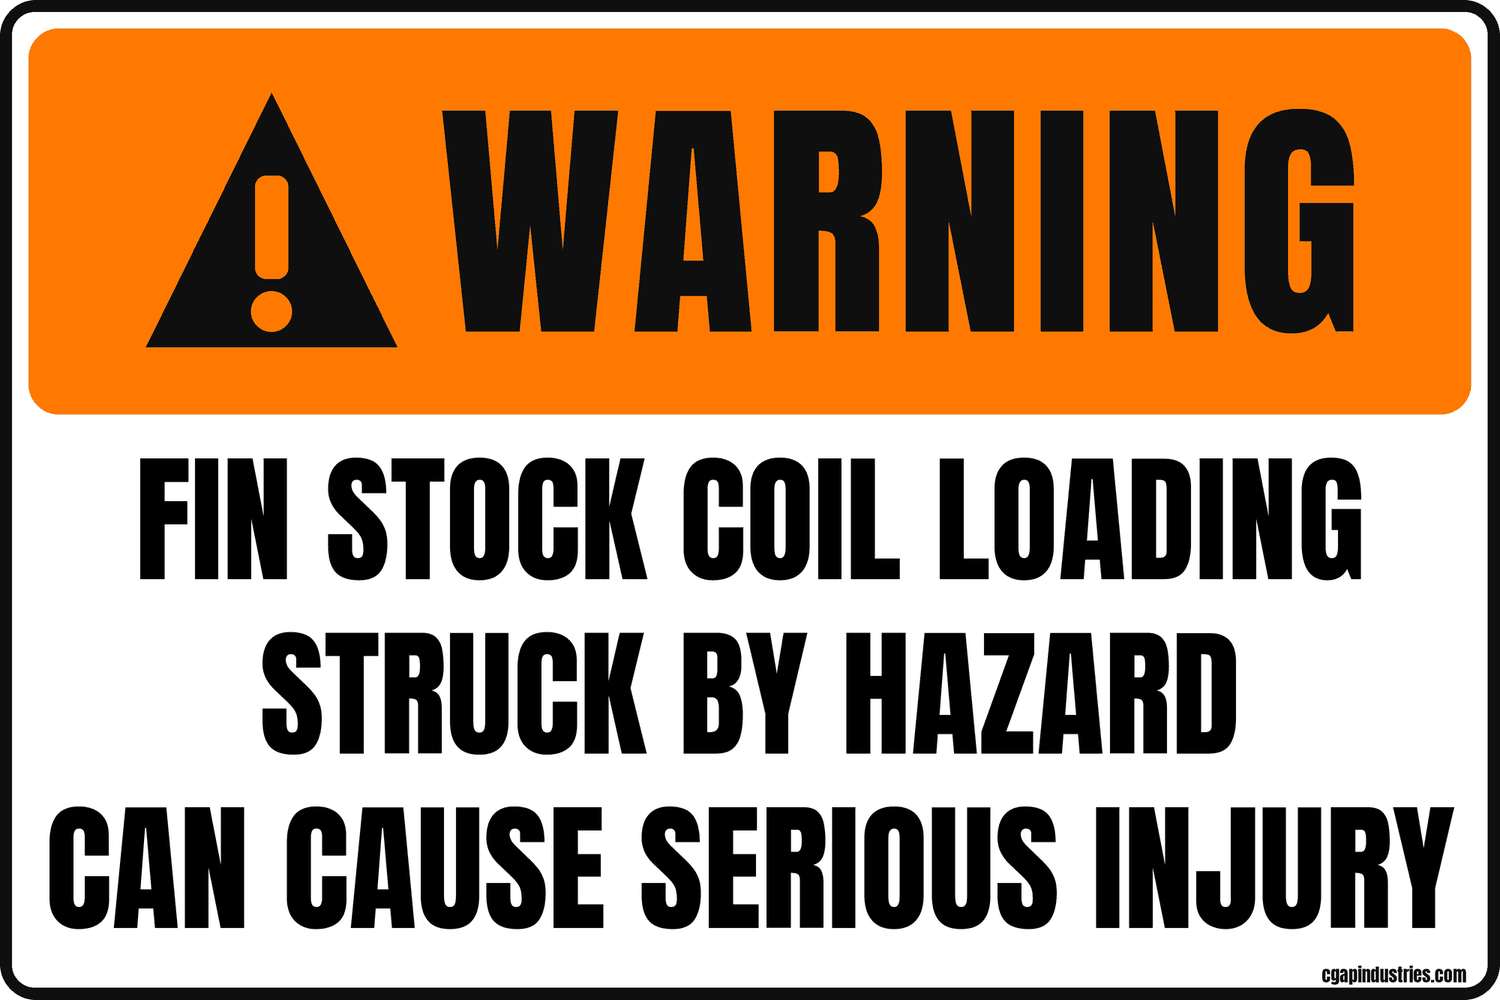 WARNING
FIN STOCK COIL LOADING
STRUCK BY HAZARD
CAN CAUSE SERIOUS INJURY
cgapindustries.com